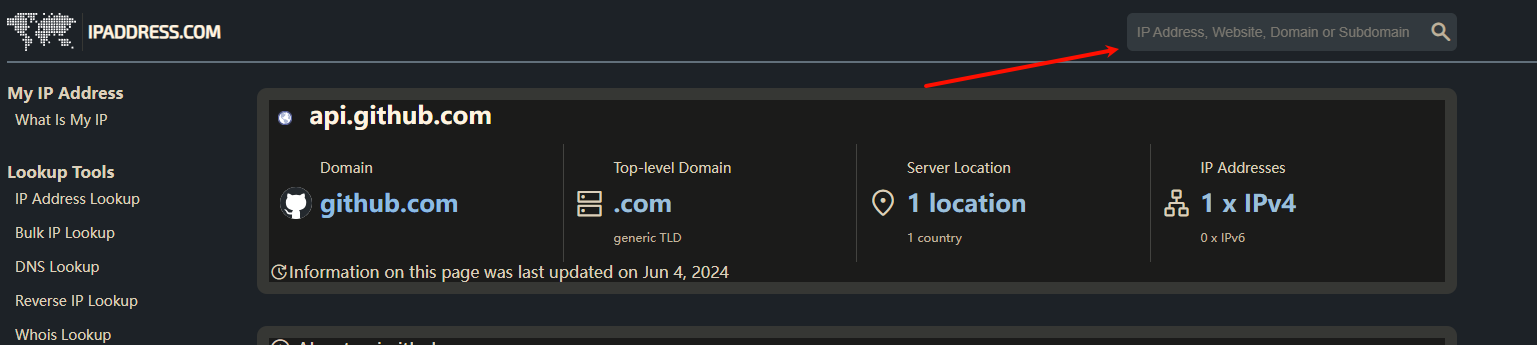 IPADDRESS.COM
IP Address, Website, Domain or Subdomain
My IP Address
What Is My IP
Lookup Tools
IP Address Lookup
Bulk IP Lookup
DNS Lookup
Reverse IP Lookup
Whois Lookup
api.github.com
Domain
github.com
Top-level Domain
.com
generic TLD
Server Location
1 location
1 country
IP Addresses
1 x IPv4
0 x IPv6
Information on this page was last updated on Jun 4, 2024